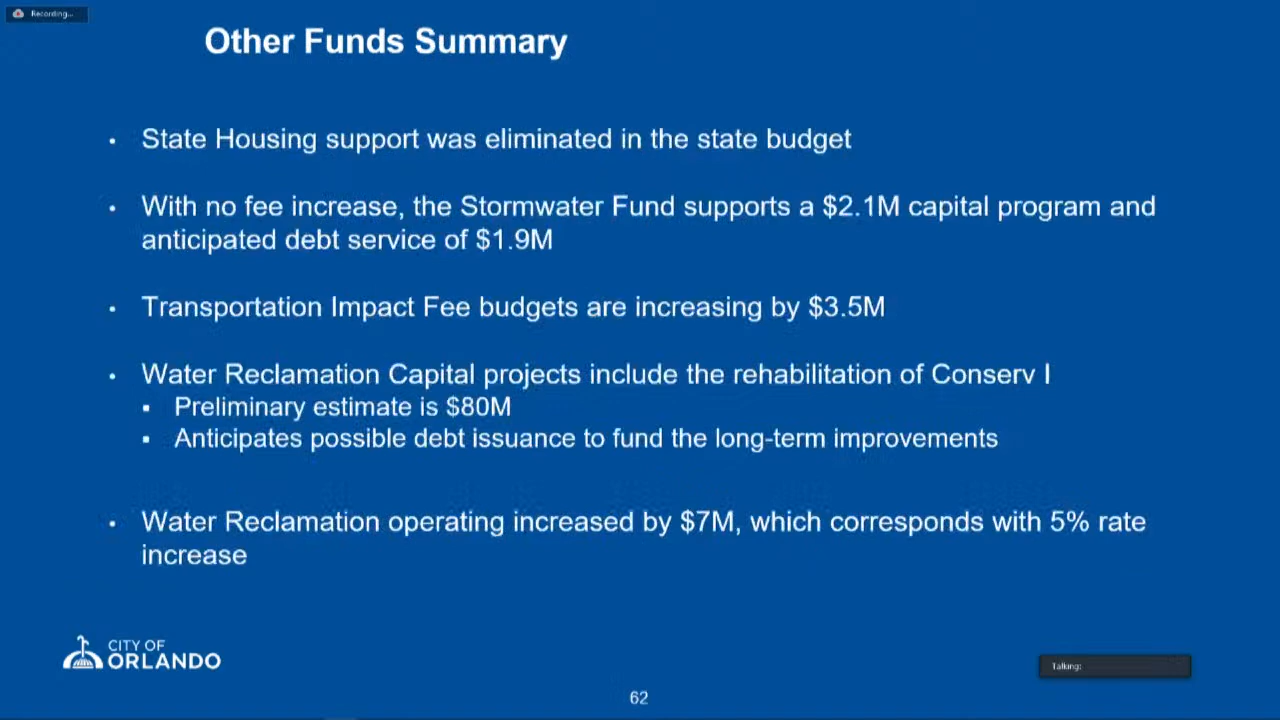 Recording...
Other Funds Summary
• State Housing support was eliminated in the state budget
• With no fee increase, the Stormwater Fund supports a $2.1M capital program and
anticipated debt service of $1.9M
• Transportation Impact Fee budgets are increasing by $3.5M
• Water Reclamation Capital projects include the rehabilitation of Conserv I
▪ Preliminary estimate is $80M
▪ Anticipates possible debt issuance to fund the long-term improvements
• Water Reclamation operating increased by $7M, which corresponds with 5% rate
increase
CITY OF
ORLANDO
Talking:
62